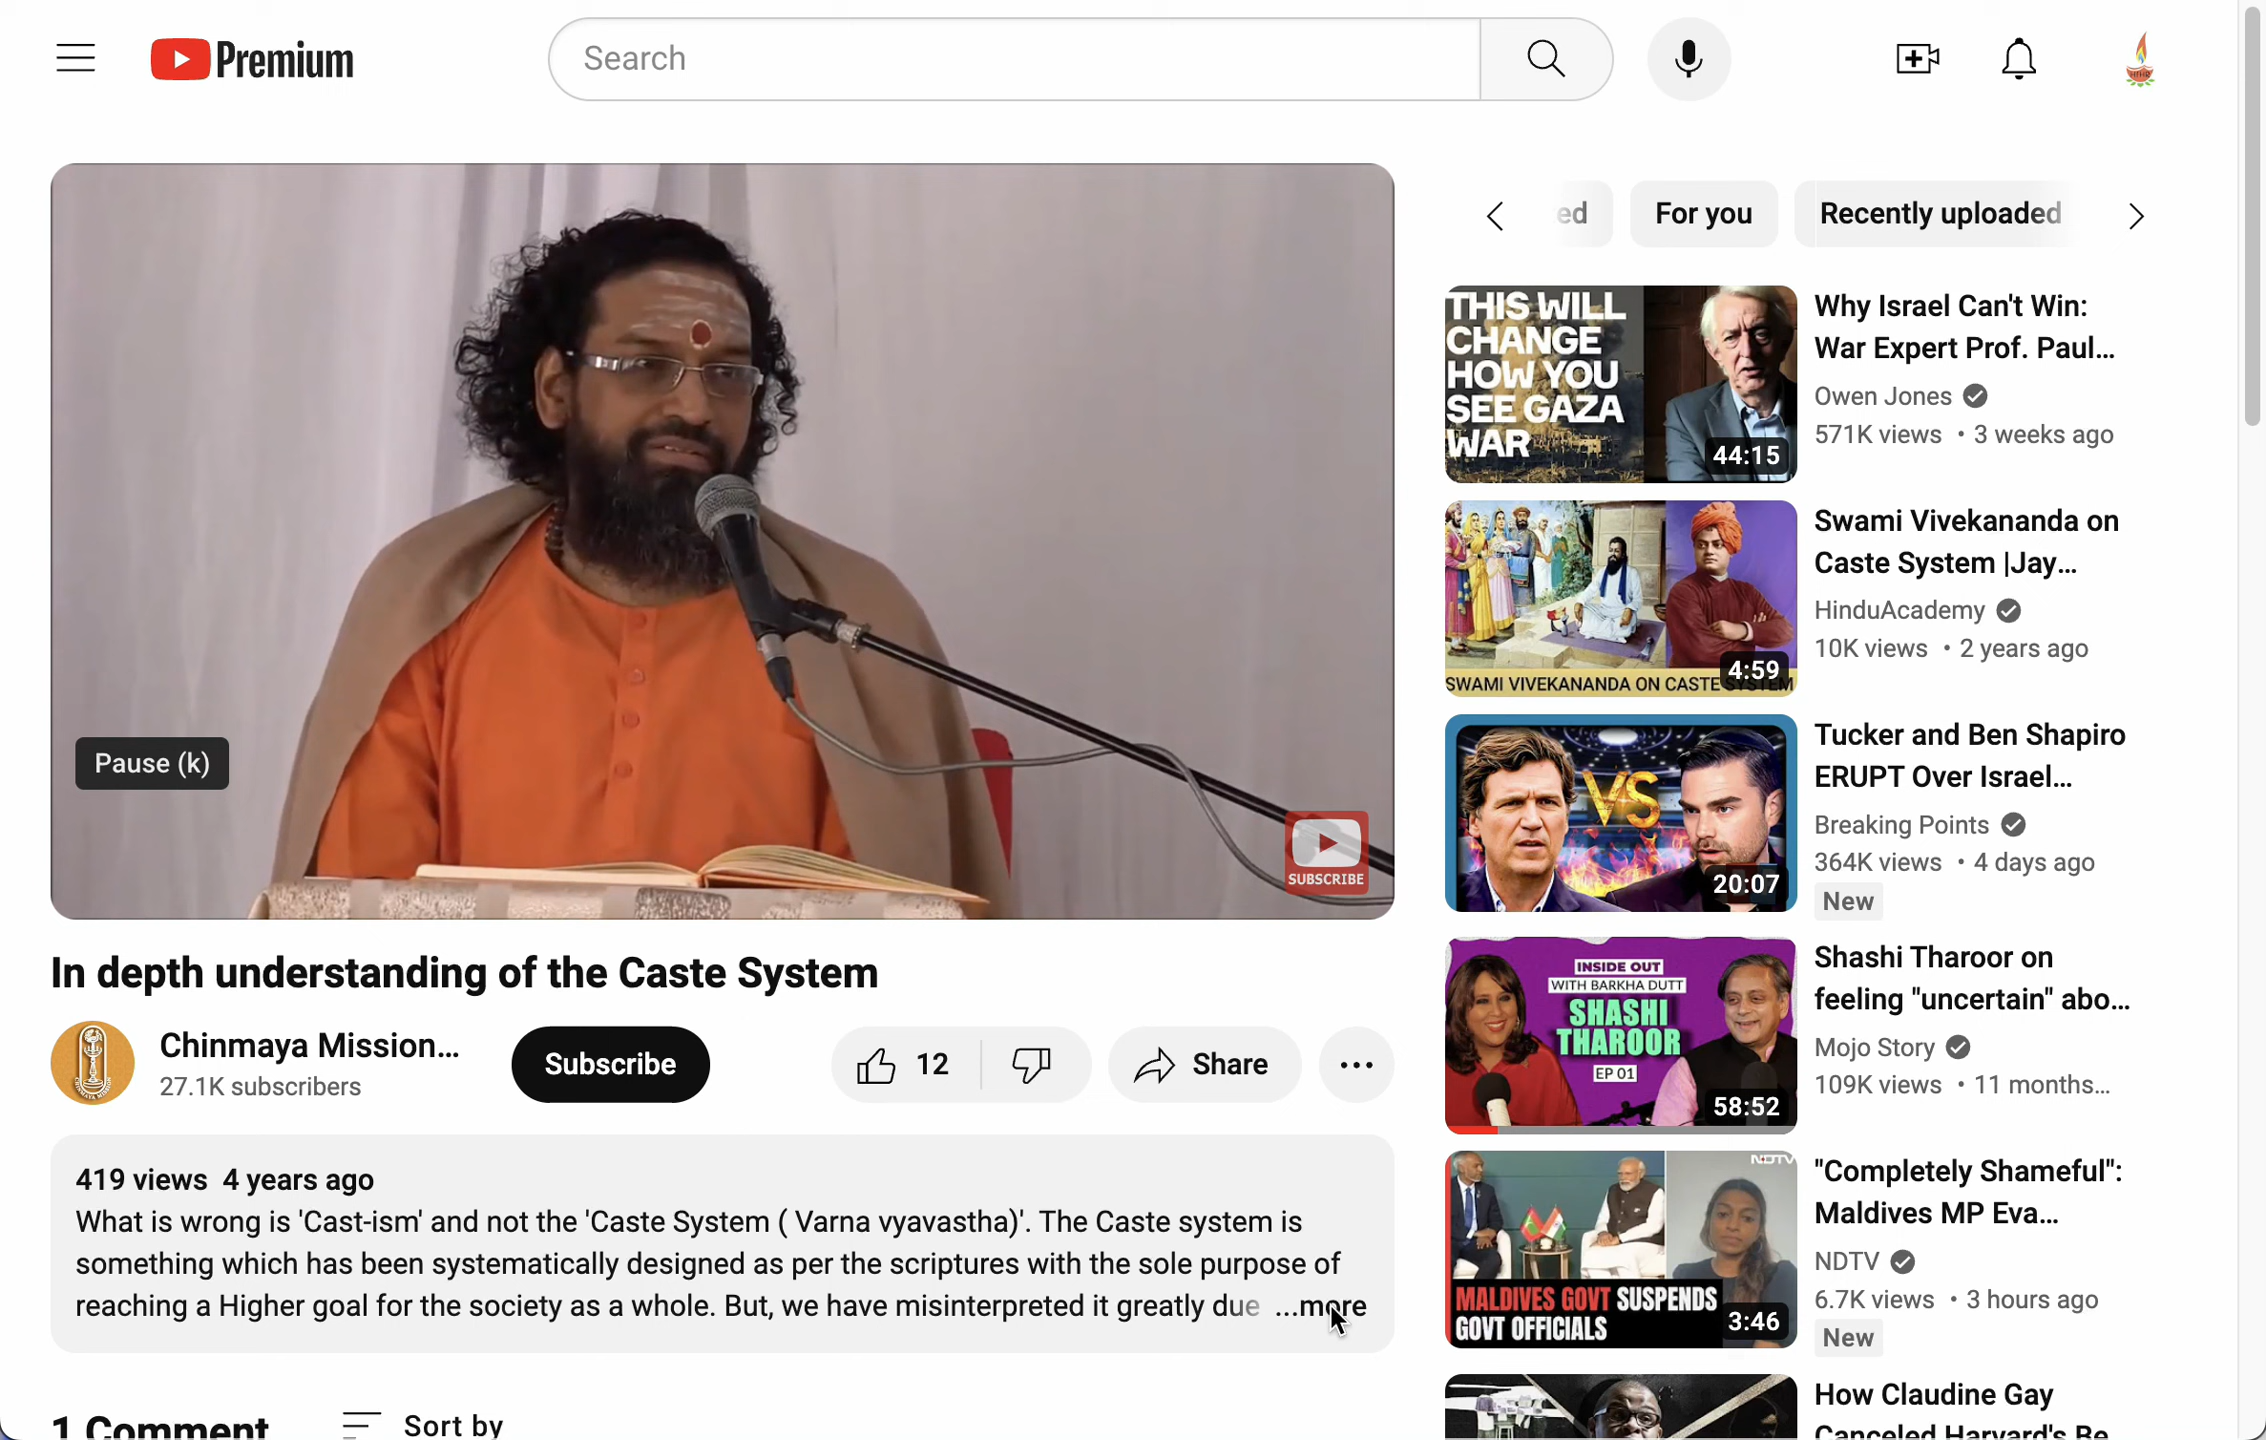 Premium
Search
HTHR
ed
For you
Recently uploaded
Pause (k)
SUBSCRIBE
In depth understanding of the Caste System
Chinmaya Mission...
27.1K subscribers
Subscribe
12
Share
419 views 4 years ago
What is wrong is 'Cast-ism' and not the 'Caste System ( Varna vyavastha)'. The Caste system is
something which has been systematically designed as per the scriptures with the sole purpose of
reaching a Higher goal for the society as a whole. But, we have misinterpreted it greatly due ...more
1 Comment
Sort by
THIS WILL
CHANGE
HOW YOU
SEE GAZA
WAR
44:15
Why Israel Can't Win:
War Expert Prof. Paul...
Owen Jones
571K views • 3 weeks ago
SWAMI VIVEKANANDA ON CASTE SYSTEM
4:59
Swami Vivekananda on
Caste System |Jay...
HinduAcademy
10K views • 2 years ago
VS
20:07
Tucker and Ben Shapiro
ERUPT Over Israel...
Breaking Points
364K views • 4 days ago
New
INSIDE OUT
WITH BARKHA DUTT
SHASHI
THAROOR
EP 01
58:52
Shashi Tharoor on
feeling "uncertain" abo...
Mojo Story
109K views • 11 months...
NDTV
MALDIVES GOVT SUSPENDS
GOVT OFFICIALS
3:46
"Completely Shameful":
Maldives MP Eva...
NDTV
6.7K views • 3 hours ago
New
How Claudine Gay
Canceled Harvard's Be